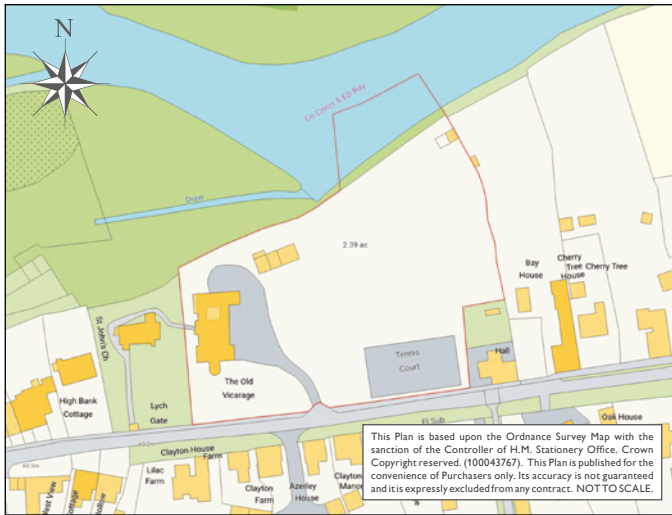 N
Co Const & ED Bdy
Drain
2.39 ac
Bay
House
Cherry
Tree
House
Cherry Tree
St John's Ch
Tennis
Court
Hall
The Old
Vicarage
High Bank
Cottage
Lych
Gate
El Sub
Oak House
Clayton House
Farm
Lilac
Farm
Clayton
Farm
Azerley
House
Clayton
Manor
West View
Cottage
Hollow
This Plan is based upon the Ordnance Survey Map with the
sanction of the Controller of H.M. Stationery Office. Crown
Copyright reserved. (100043767). This Plan is published for the
convenience of Purchasers only. Its accuracy is not guaranteed
and it is expressly excluded from any contract. NOT TO SCALE.